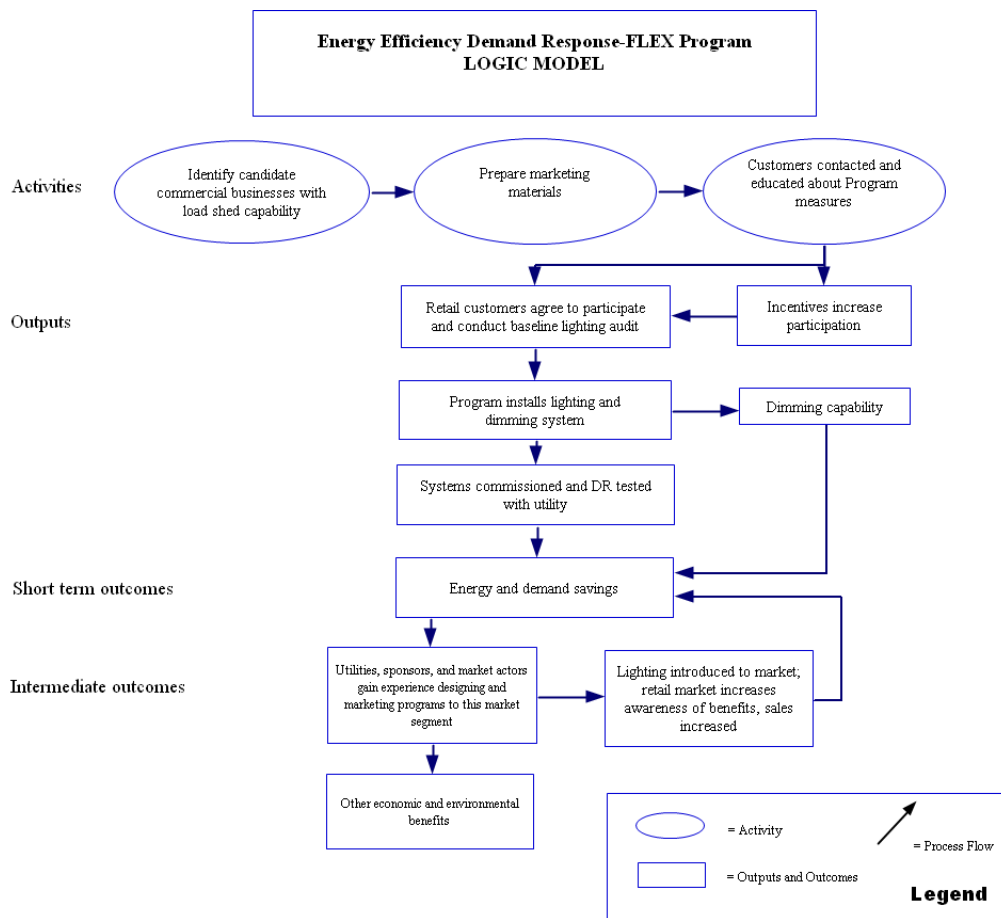 Energy Efficiency Demand Response-FLEX Program
LOGIC MODEL
Activities
Identify candidate
commercial businesses with
load shed capability
Prepare marketing
materials
Customers contacted and
educated about Program
measures
Outputs
Retail customers agree to participate
and conduct baseline lighting audit
Incentives increase
participation
Program installs lighting and
dimming system
Dimming capability
Systems commissioned and DR tested
with utility
Short term outcomes
Energy and demand savings
Intermediate outcomes
Utilities, sponsors, and market actors
gain experience designing and
marketing programs to this market
segment
Lighting introduced to market;
retail market increases
awareness of benefits, sales
increased
Other economic and environmental
benefits
= Activity
= Process Flow
= Outputs and Outcomes
Legend